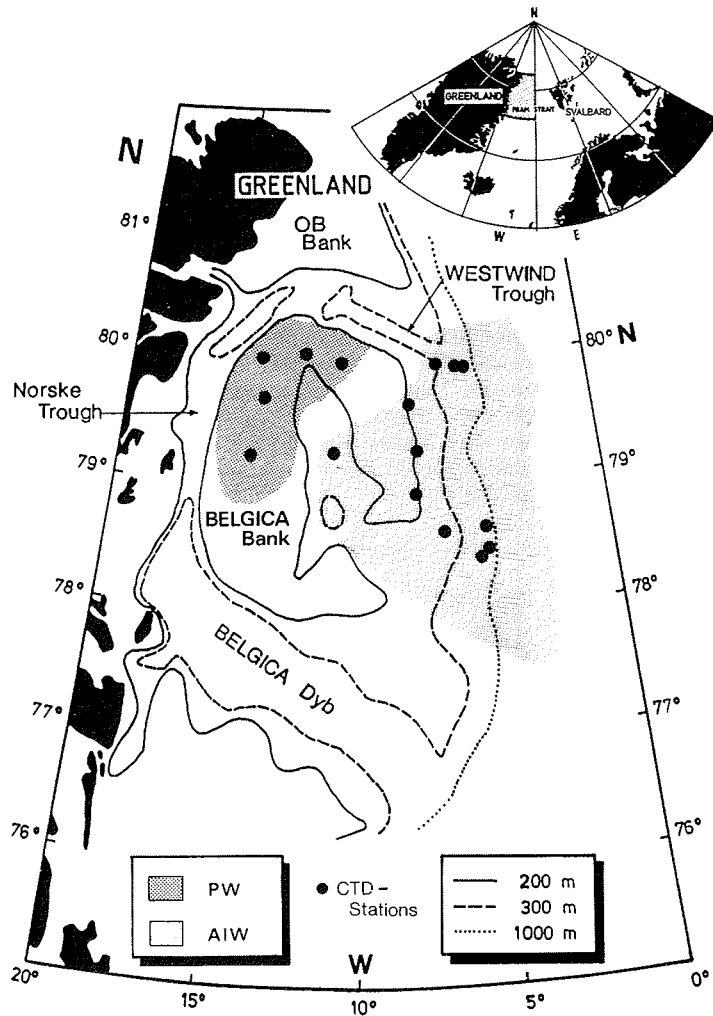 N
GREENLAND
FRAM STRAIT
SVALBARD
W
E
N
GREENLAND
OB
Bank
81°
WESTWIND
Trough
80°
80° N
Norske
Trough
79°
79°
BELGICA
Bank
78°
78°
BELGICA Dyb
77°
77°
76°
76°
PW
AIW
CTD -
Stations
200 m
300 m
1000 m
20°
15°
W
10°
5°
0°